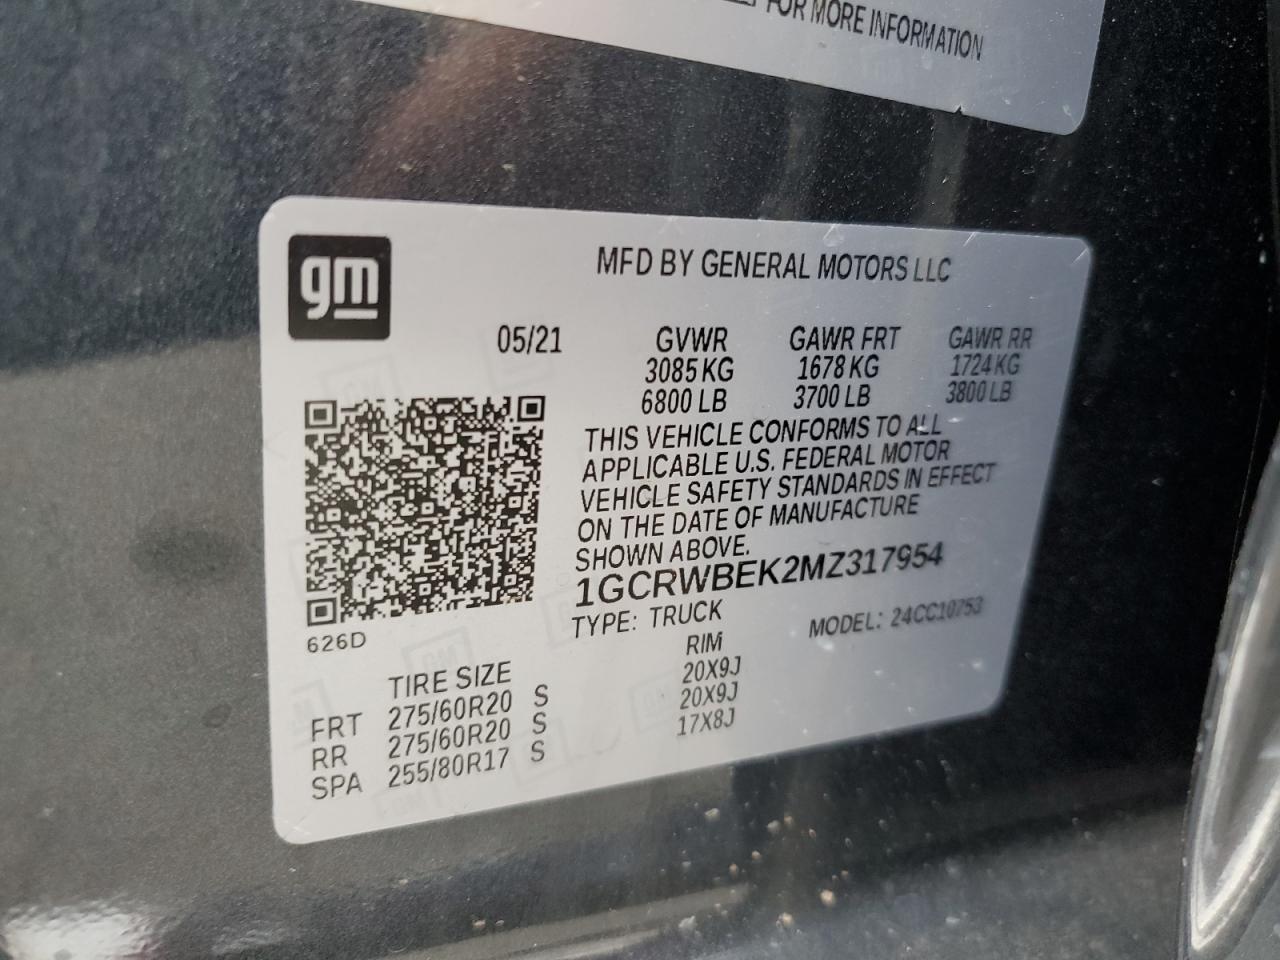 FOR MORE INFORMATION
gm
MFD BY GENERAL MOTORS LLC
05/21
GVWR GAWR FRT GAWR RR
3085 KG 1678 KG 1724 KG
6800 LB 3700 LB 3800 LB
THIS VEHICLE CONFORMS TO ALL
APPLICABLE U.S. FEDERAL MOTOR
VEHICLE SAFETY STANDARDS IN EFFECT
ON THE DATE OF MANUFACTURE
SHOWN ABOVE.
1GCRWBEK2MZ317954
TYPE: TRUCK MODEL: 24CC10753
626D
TIRE SIZE RIM
FRT 275/60R20 S 20X9J
RR 275/60R20 S 20X9J
SPA 255/80R17 S 17X8J